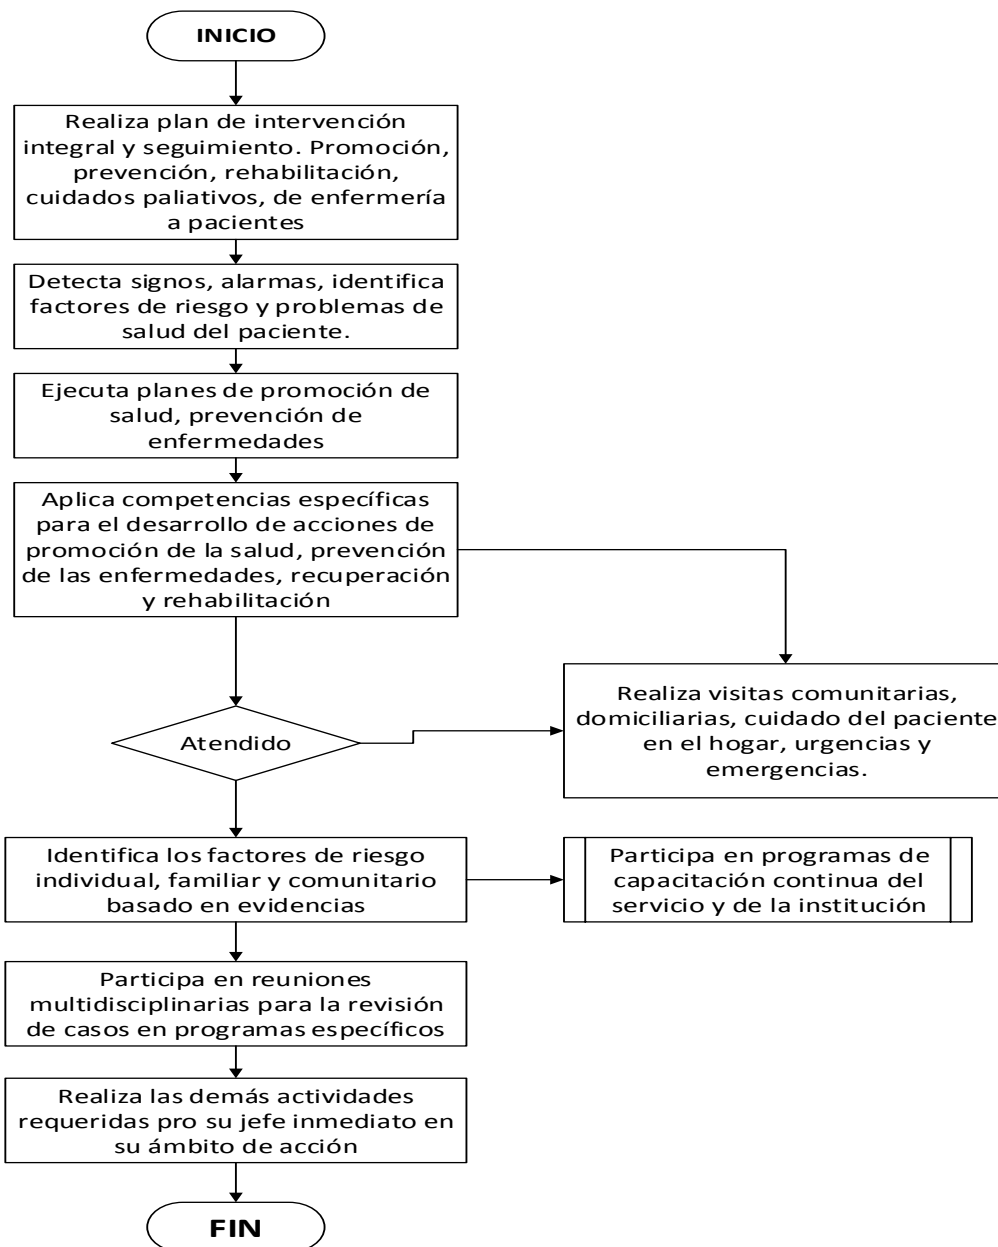 INICIO
Realiza plan de intervención
integral y seguimiento. Promoción,
prevención, rehabilitación,
cuidados paliativos, de enfermería
a pacientes
Detecta signos, alarmas, identifica
factores de riesgo y problemas de
salud del paciente.
Ejecuta planes de promoción de
salud, prevención de
enfermedades
Aplica competencias específicas
para el desarrollo de acciones de
promoción de la salud, prevención
de las enfermedades, recuperación
y rehabilitación
Realiza visitas comunitarias,
domiciliarias, cuidado del paciente
en el hogar, urgencias y
emergencias.
Atendido
Identifica los factores de riesgo
individual, familiar y comunitario
basado en evidencias
Participa en programas de
capacitación continua del
servicio y de la institución
Participa en reuniones
multidisciplinarias para la revisión
de casos en programas específicos
Realiza las demás actividades
requeridas pro su jefe inmediato en
su ámbito de acción
FIN